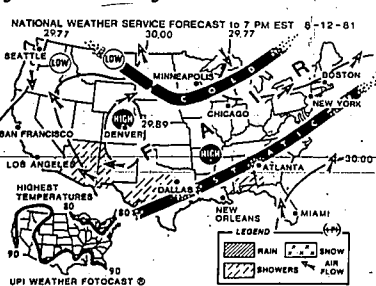 NATIONAL WEATHER SERVICE FORECAST to 7 PM EST 8-12-81
29.77
30.00
29.77
SEATTLE
LOW
LOW
MINNEAPOLIS
COLD
BOSTON
NEW YORK
CHICAGO
FAIR
SAN FRANCISCO
HIGH
29.89
DENVER
HIGH
STATIC
LOS ANGELES
ATLANTA
30.00
DALLAS
HIGHEST
TEMPERATURES
80
80
NEW
ORLEANS
MIAMI
90
90
LEGEND
UPI
RAIN
SNOW
SHOWERS
AIR
FLOW
UPI WEATHER FOTOCAST ®